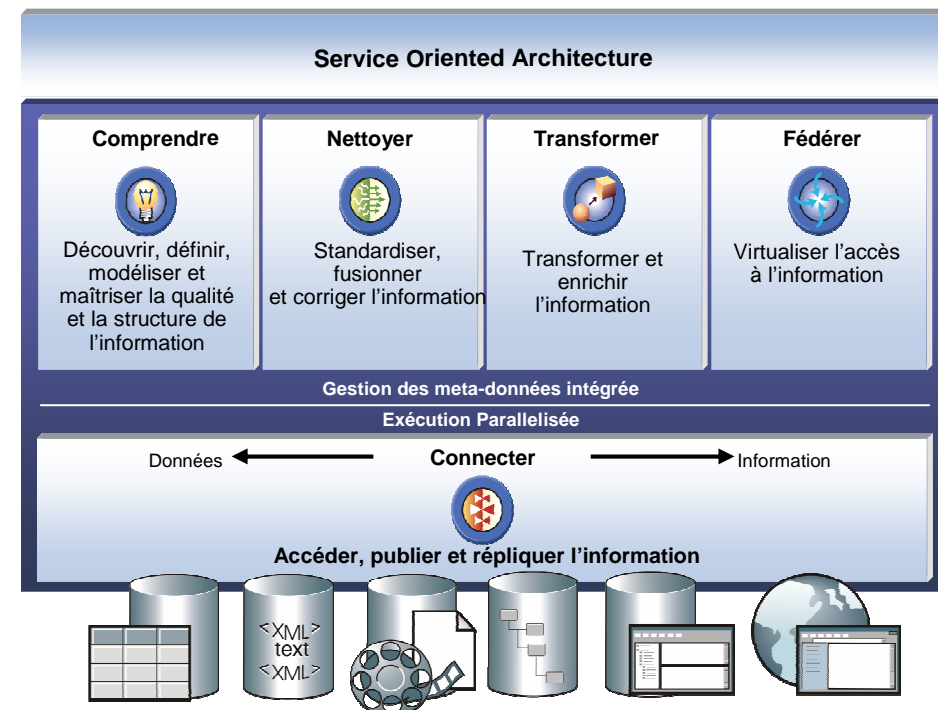 Service Oriented Architecture
Comprendre
Découvrir, définir,
modéliser et
maîtriser la qualité
et la structure de
l'information
Nettoyer
Standardiser,
fusionner
et corriger l'information
Transformer
Transformer et
enrichir
l'information
Fédérer
Virtualiser l'accès
à l'information
Gestion des meta-données intégrée
Exécution Parallelisée
Données
Connecter
Information
Accéder, publier et répliquer l'information
<XML>
text
<XML>